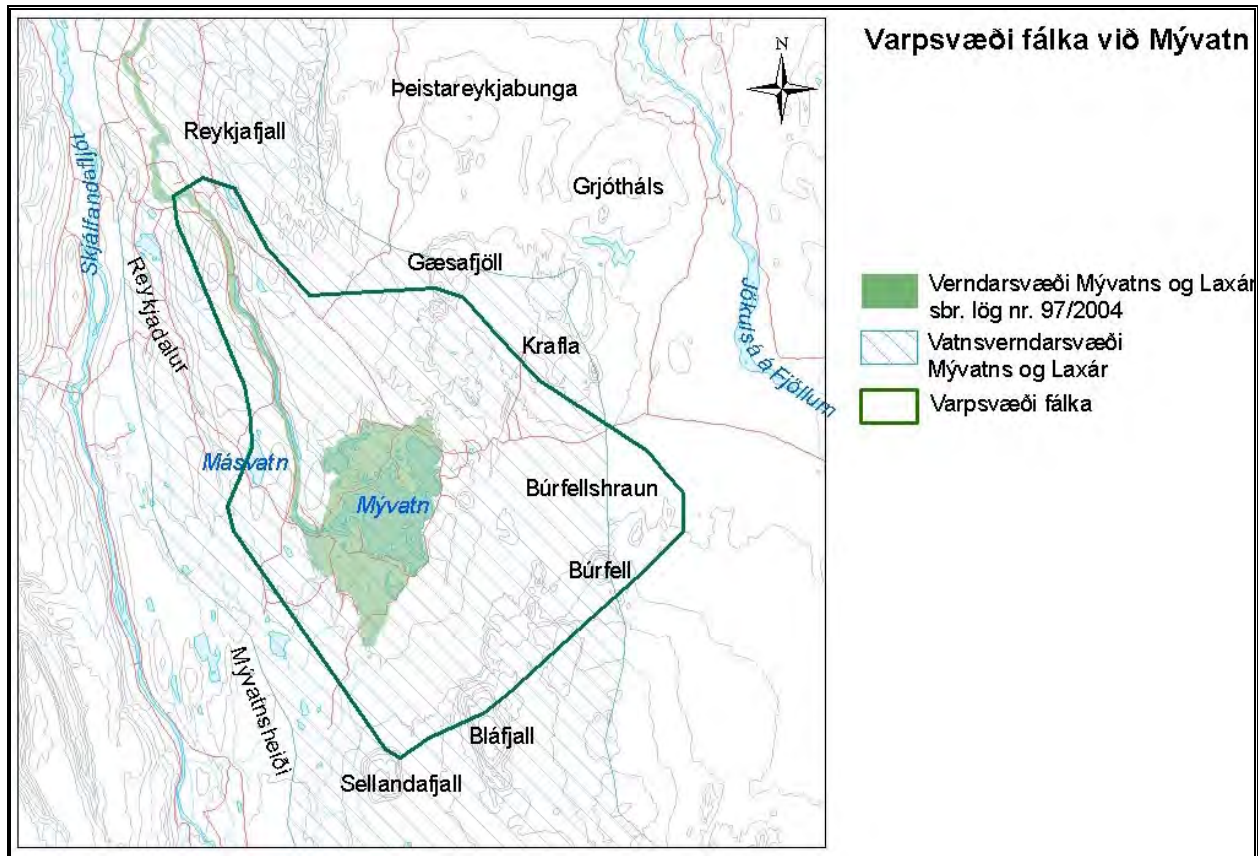 Varpsvæði fálka við Mývatn
N
Þeistareykjabunga
Reykjafjall
Skjálfandafljót
Grjótháls
Gæsafjöll
Reykjadalur
Jökulsá á Fjöllum
Krafla
Másvatn
Mývatn
Búrfellshraun
Búrfell
Mývatnsheiði
Bláfjall
Sellandafjall
Verndarsvæði Mývatns og Laxár
sbr. lög nr. 97/2004
Vatnsverndarsvæði
Mývatns og Laxár
Varpsvæði fálka